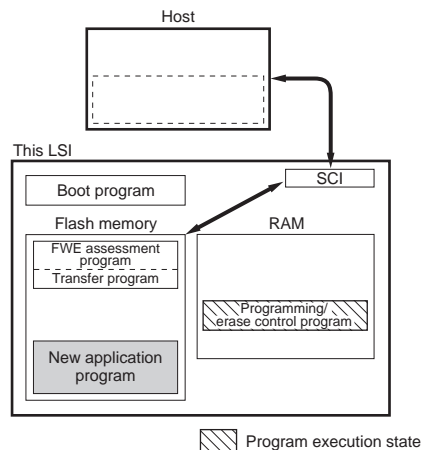 Host
This LSI
SCI
Boot program
Flash memory
RAM
FWE assessment
program
Transfer program
Programming/
erase control program
New application
program
Program execution state